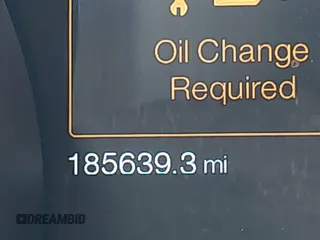 Oil Change
Required
185639.3 mi
DREAMBID